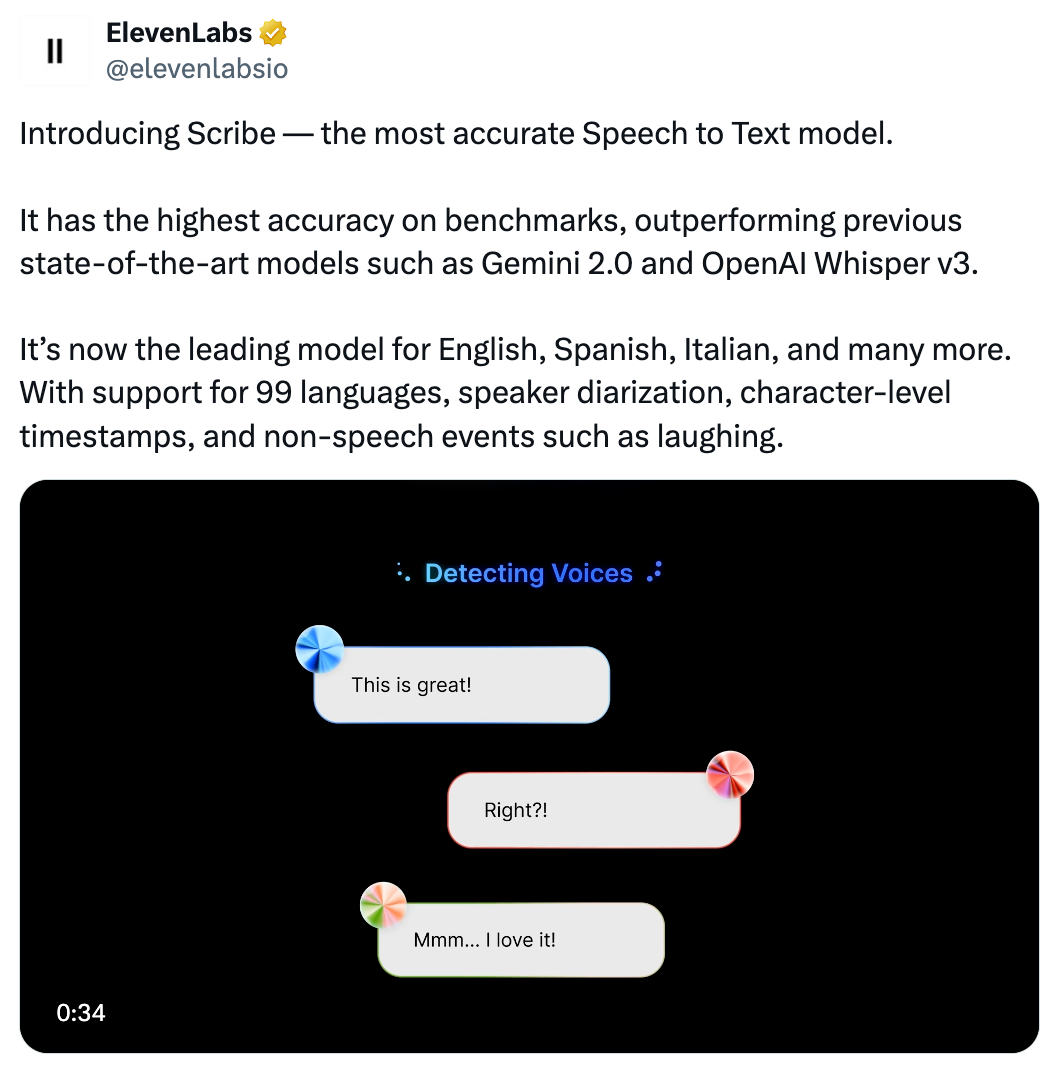 ElevenLabs
@elevenlabsio
Introducing Scribe — the most accurate Speech to Text model.
It has the highest accuracy on benchmarks, outperforming previous
state-of-the-art models such as Gemini 2.0 and OpenAI Whisper v3.
It’s now the leading model for English, Spanish, Italian, and many more.
With support for 99 languages, speaker diarization, character-level
timestamps, and non-speech events such as laughing.
Detecting Voices
This is great!
Right?!
Mmm... I love it!
0:34